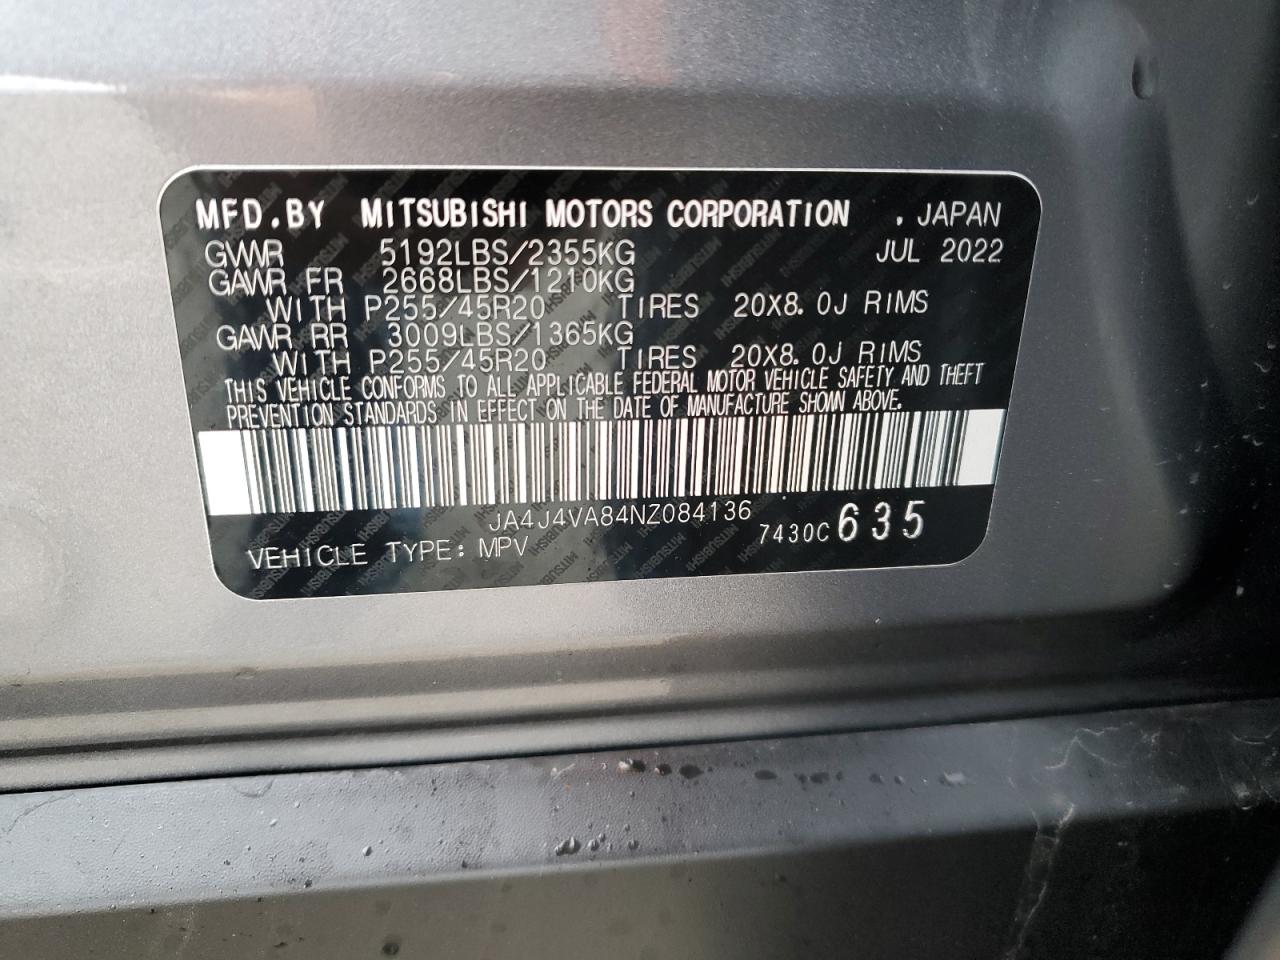 MFD.BY MITSUBISHI MOTORS CORPORATION . JAPAN
GVWR 5192LBS/2355KG JUL 2022
GAWR FR 2668LBS/1210KG
WITH P255/45R20 TIRES 20X8.0J RIMS
GAWR RR 3009LBS/1365KG
WITH P255/45R20 TIRES 20X8.0J RIMS
THIS VEHICLE CONFORMS TO ALL APPLICABLE FEDERAL MOTOR VEHICLE SAFETY AND THEFT
PREVENTION STANDARDS IN EFFECT ON THE DATE OF MANUFACTURE SHOWN ABOVE.
JA4J4VA84NZ084136
7430C 635
VEHICLE TYPE: MPV